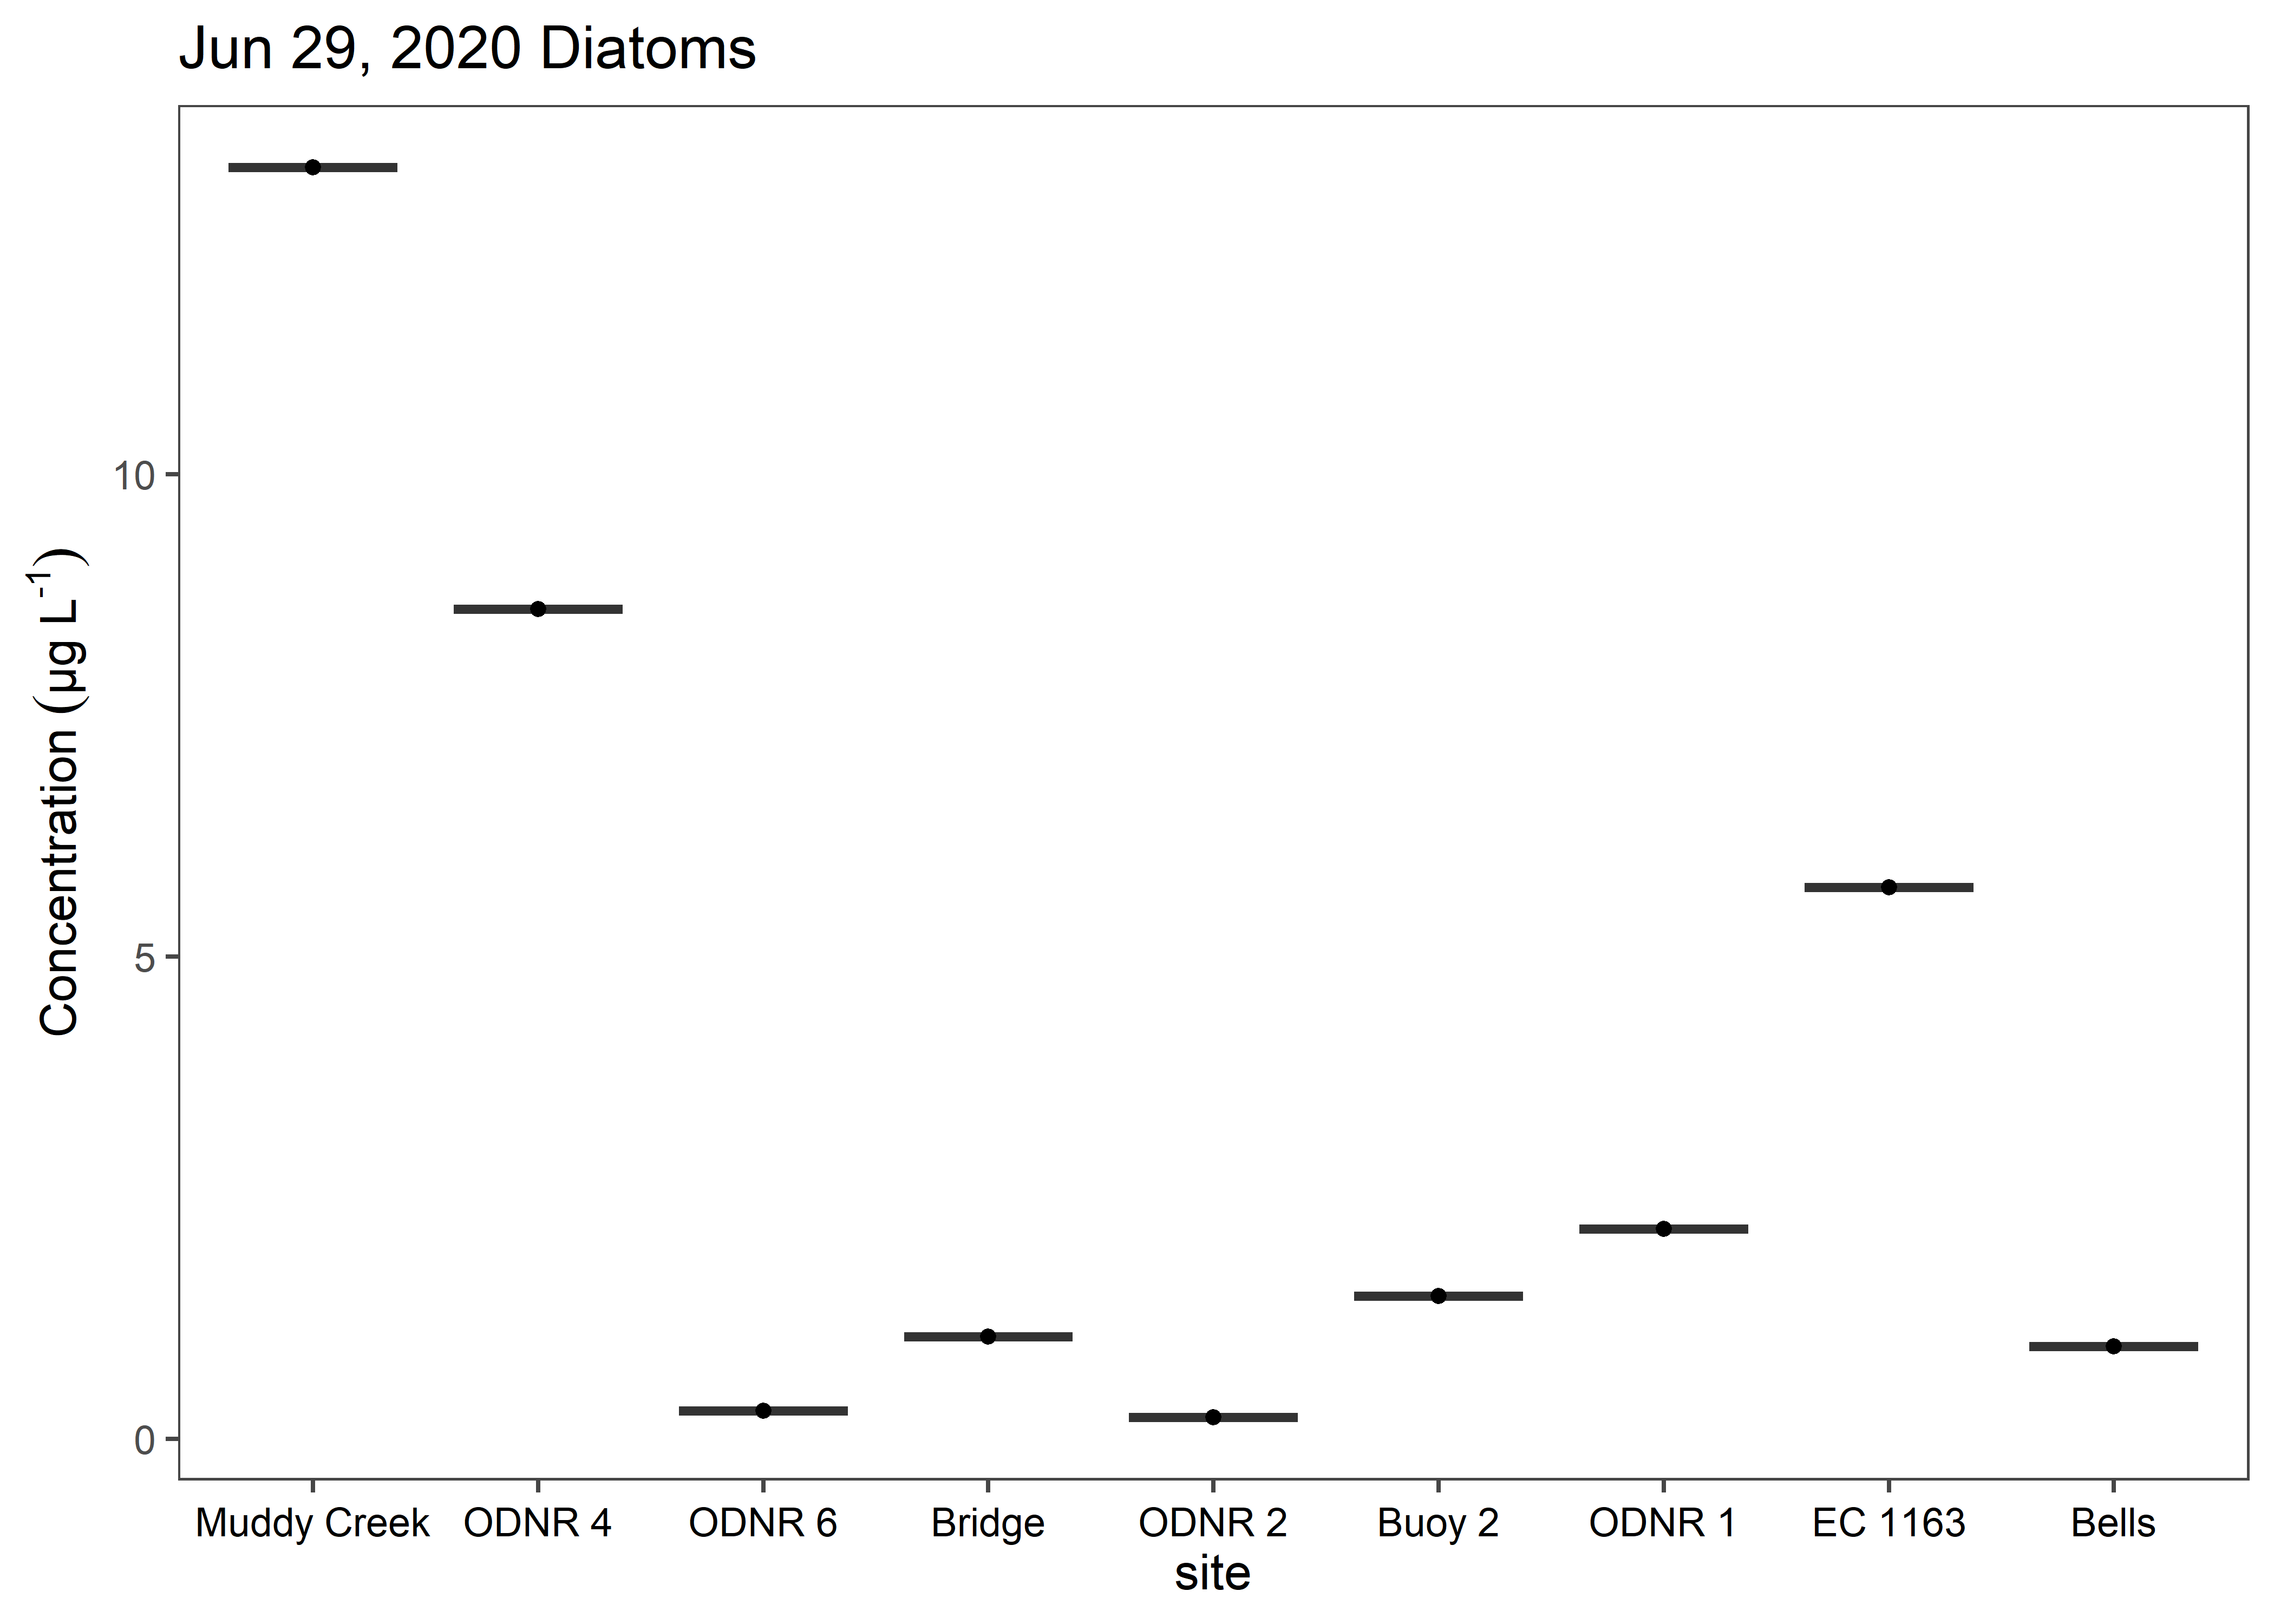 Jun 29, 2020 Diatoms
Concentration (µg L⁻¹)
10
5
0
Muddy Creek ODNR 4 ODNR 6 Bridge ODNR 2 Buoy 2 ODNR 1 EC 1163 Bells
site